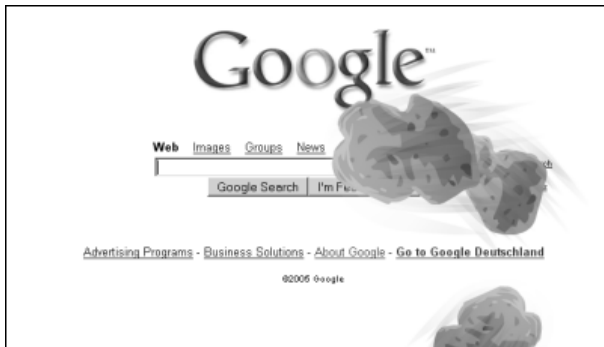 Google™
Web Images Groups News
Google Search I'm
Advertising Programs - Business Solutions - About Google - Go to Google Deutschland
©2005 Google